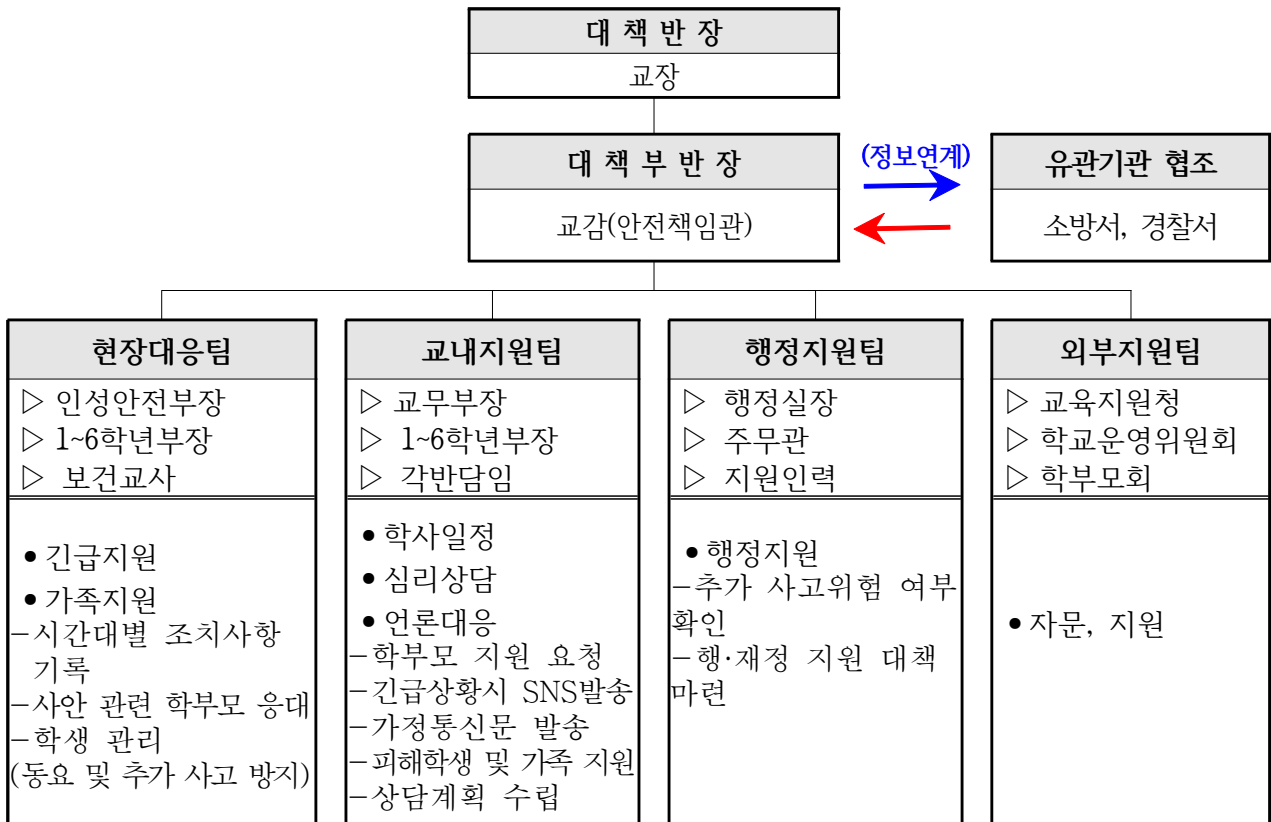 대 책 반 장
교장
대 책 부 반 장
교감(안전책임관)
(정보연계)
유관기관 협조
소방서, 경찰서
현장대응팀
▷ 인성안전부장
▷ 1~6학년부장
▷ 보건교사
• 긴급지원
• 가족지원
-시간대별 조치사항
기록
-사안 관련 학부모 응대
-학생 관리
(동요 및 추가 사고 방지)
교내지원팀
▷ 교무부장
▷ 1~6학년부장
▷ 각반담임
• 학사일정
• 심리상담
• 언론대응
-학부모 지원 요청
-긴급상황시 SNS발송
-가정통신문 발송
-피해학생 및 가족 지원
-상담계획 수립
행정지원팀
▷ 행정실장
▷ 주무관
▷ 지원인력
• 행정지원
-추가 사고위험 여부
확인
-행·재정 지원 대책
마련
외부지원팀
▷ 교육지원청
▷ 학교운영위원회
▷ 학부모회
• 자문, 지원